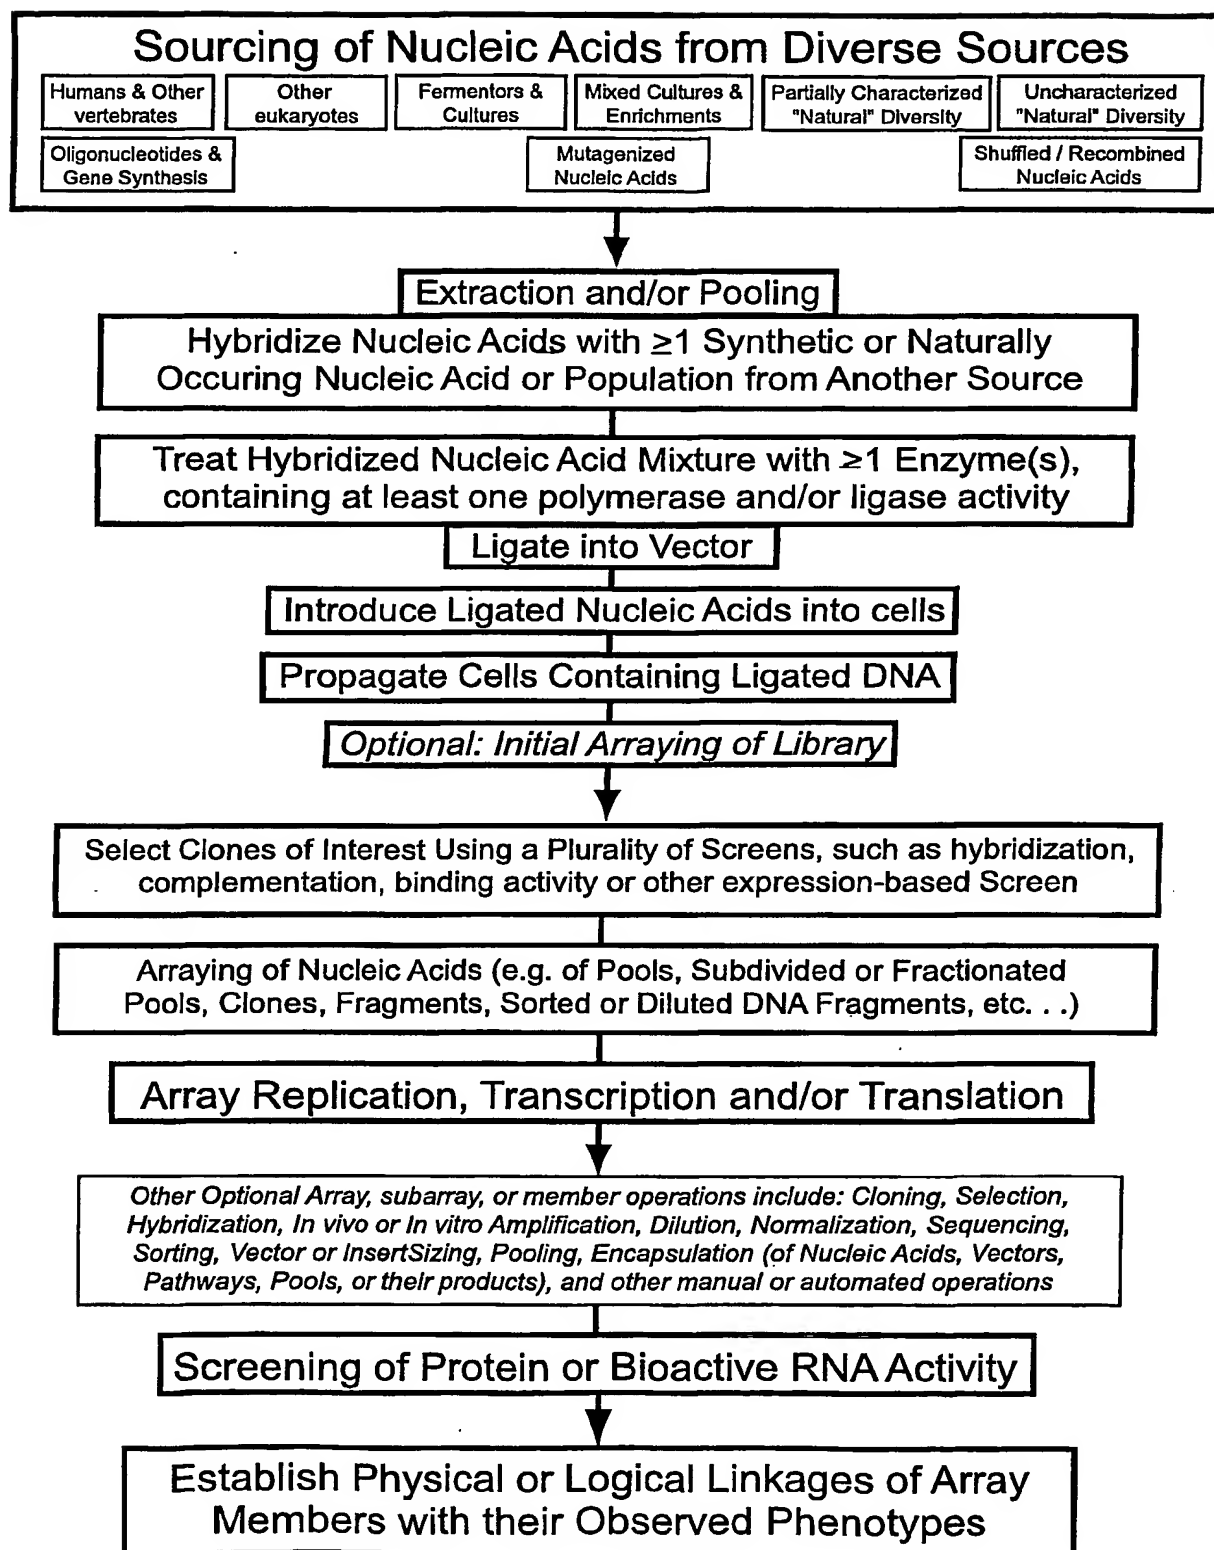 Sourcing of Nucleic Acids from Diverse Sources
Humans & Other
vertebrates
Other
eukaryotes
Fermentors &
Cultures
Mixed Cultures &
Enrichments
Partially Characterized
"Natural" Diversity
Uncharacterized
"Natural" Diversity
Oligonucleotides &
Gene Synthesis
Mutagenized
Nucleic Acids
Shuffled / Recombined
Nucleic Acids
Extraction and/or Pooling
Hybridize Nucleic Acids with ≥1 Synthetic or Naturally
Occuring Nucleic Acid or Population from Another Source
Treat Hybridized Nucleic Acid Mixture with ≥1 Enzyme(s),
containing at least one polymerase and/or ligase activity
Ligate into Vector
Introduce Ligated Nucleic Acids into cells
Propagate Cells Containing Ligated DNA
Optional: Initial Arraying of Library
Select Clones of Interest Using a Plurality of Screens, such as hybridization,
complementation, binding activity or other expression-based Screen
Arraying of Nucleic Acids (e.g. of Pools, Subdivided or Fractionated
Pools, Clones, Fragments, Sorted or Diluted DNA Fragments, etc. . .)
Array Replication, Transcription and/or Translation
Other Optional Array, subarray, or member operations include: Cloning, Selection,
Hybridization, In vivo or In vitro Amplification, Dilution, Normalization, Sequencing,
Sorting, Vector or InsertSizing, Pooling, Encapsulation (of Nucleic Acids, Vectors,
Pathways, Pools, or their products), and other manual or automated operations
Screening of Protein or Bioactive RNA Activity
Establish Physical or Logical Linkages of Array
Members with their Observed Phenotypes